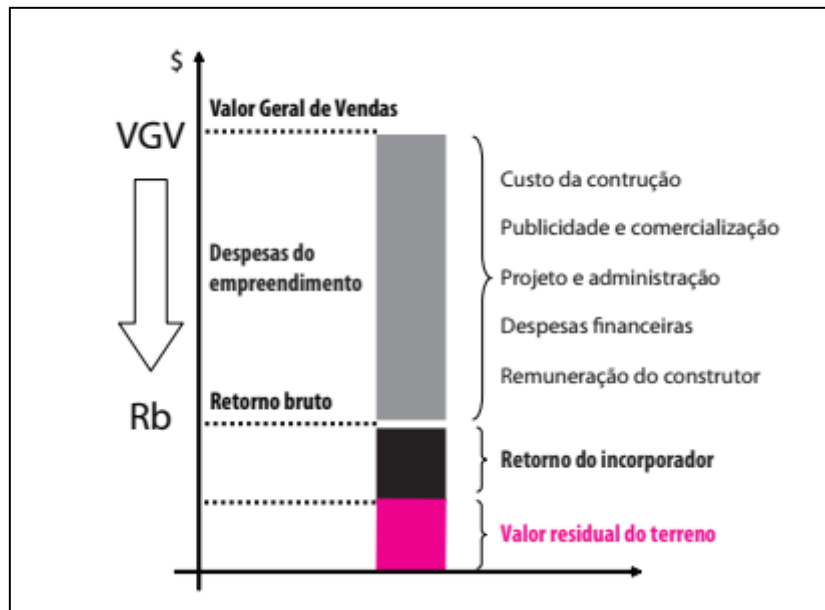 $
Valor Geral de Vendas
VGV
Custo da contrução
Publicidade e comercialização
Despesas do
empreendimento
Projeto e administração
Despesas financeiras
Remuneração do construtor
Retorno bruto
Rb
Retorno do incorporador
Valor residual do terreno